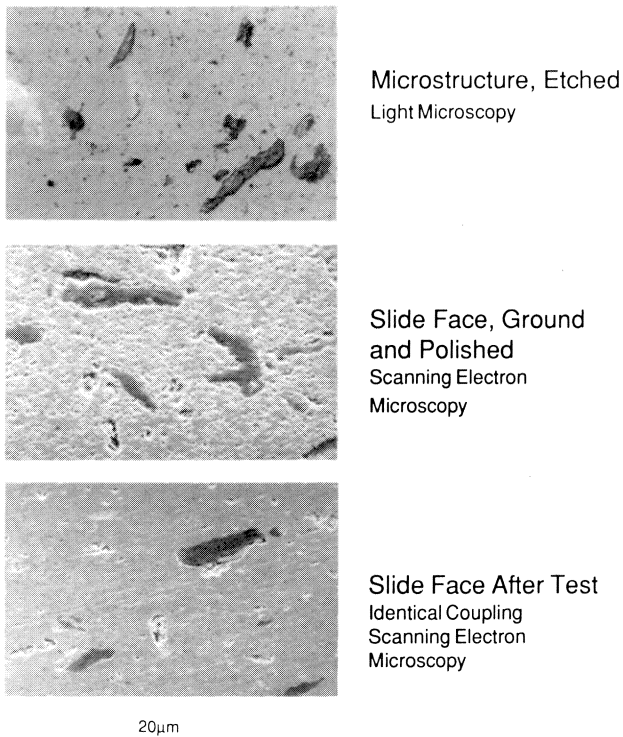 Microstructure, Etched
Light Microscopy
Slide Face, Ground
and Polished
Scanning Electron
Microscopy
Slide Face After Test
Identical Coupling
Scanning Electron
Microscopy
20µm